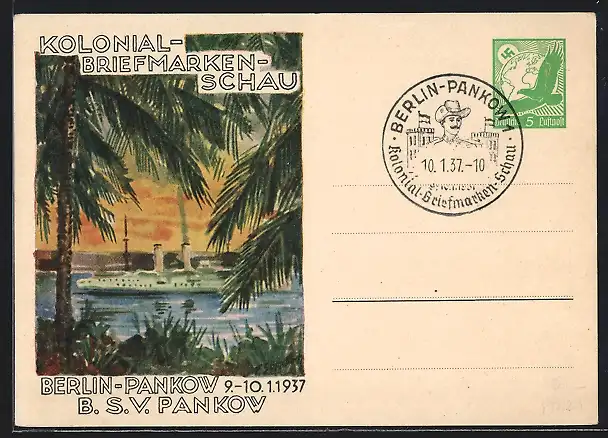 KOLONIAL-
BRIEFMARKEN-
SCHAU
BERLIN-PANKOW 9.-10.1.1937
B.S.V. PANKOW
BERLIN-PANKOW 1
10.1.37.-10
Kolonial-Briefmarken-Schau
5 Luftpost